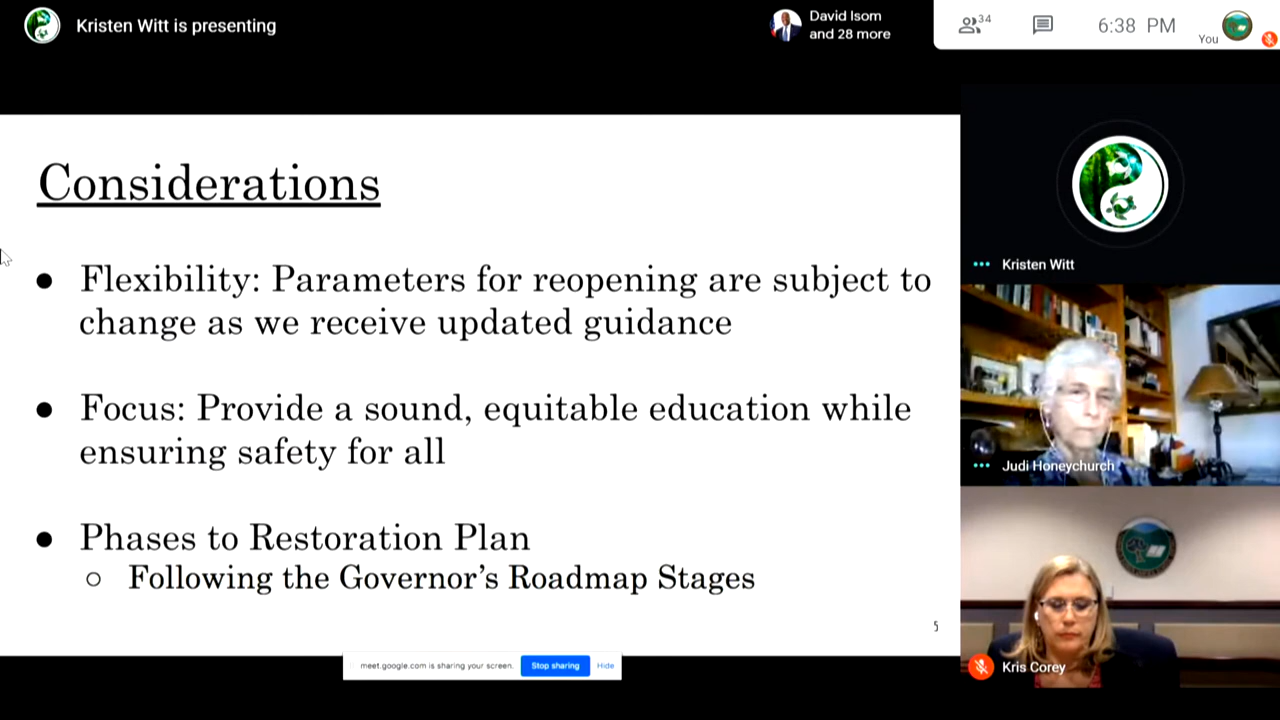 Kristen Witt is presenting
David Isom
and 28 more
34
6:38 PM
You
Considerations
● Flexibility: Parameters for reopening are subject to
change as we receive updated guidance
● Focus: Provide a sound, equitable education while
ensuring safety for all
● Phases to Restoration Plan
○ Following the Governor's Roadmap Stages
5
meet.google.com is sharing your screen.
Stop sharing
Hide
Kristen Witt
Judi Honeychurch
Kris Corey